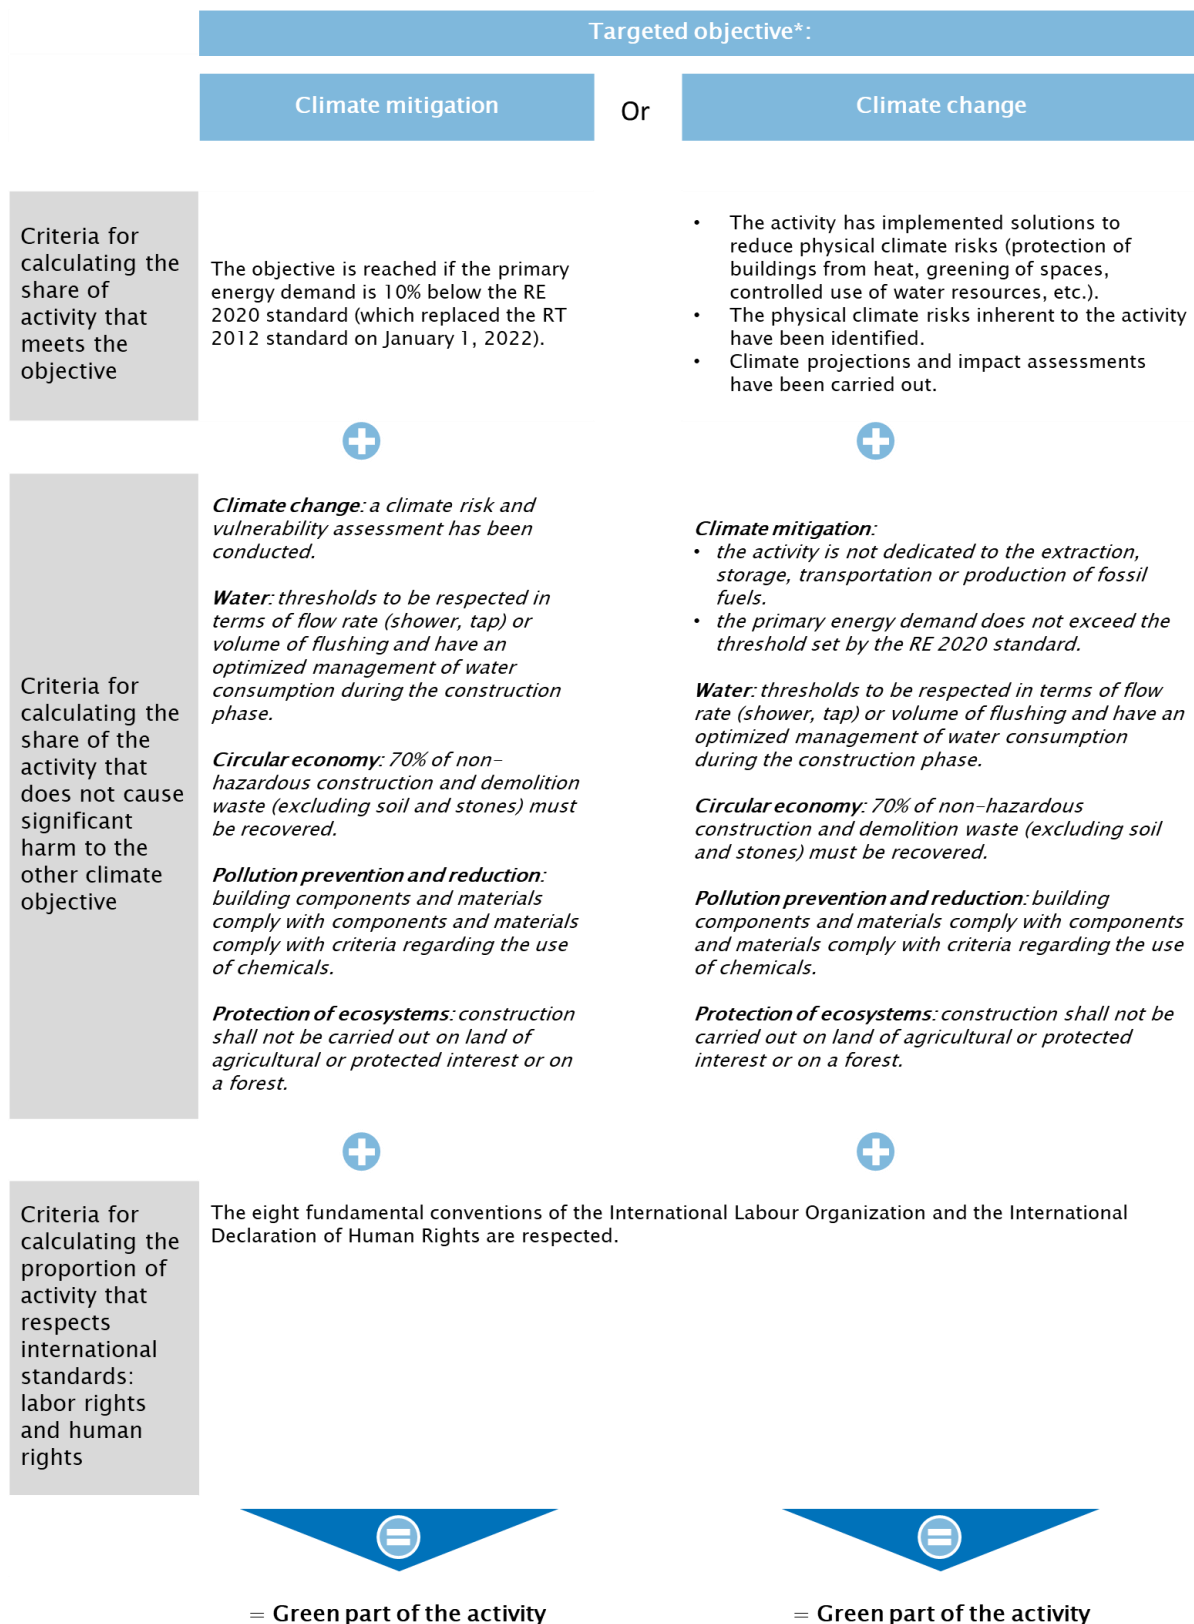 Targeted objective*:
Climate mitigation
Or
Climate change
Criteria for
calculating the
share of
activity that
meets the
objective
The objective is reached if the primary
energy demand is 10% below the RE
2020 standard (which replaced the RT
2012 standard on January 1, 2022).
• The activity has implemented solutions to
reduce physical climate risks (protection of
buildings from heat, greening of spaces,
controlled use of water resources, etc.).
• The physical climate risks inherent to the activity
have been identified.
• Climate projections and impact assessments
have been carried out.
Criteria for
calculating the
share of the
activity that
does not cause
significant
harm to the
other climate
objective
Climate change: a climate risk and
vulnerability assessment has been
conducted.
Water: thresholds to be respected in
terms of flow rate (shower, tap) or
volume of flushing and have an
optimized management of water
consumption during the construction
phase.
Circular economy: 70% of non-
hazardous construction and demolition
waste (excluding soil and stones) must
be recovered.
Pollution prevention and reduction:
building components and materials
comply with components and materials
comply with criteria regarding the use
of chemicals.
Protection of ecosystems: construction
shall not be carried out on land of
agricultural or protected interest or on
a forest.
Climate mitigation:
• the activity is not dedicated to the extraction,
storage, transportation or production of fossil
fuels.
• the primary energy demand does not exceed the
threshold set by the RE 2020 standard.
Water: thresholds to be respected in terms of flow
rate (shower, tap) or volume of flushing and have an
optimized management of water consumption
during the construction phase.
Circular economy: 70% of non-hazardous
construction and demolition waste (excluding soil
and stones) must be recovered.
Pollution prevention and reduction: building
components and materials comply with components
and materials comply with criteria regarding the use
of chemicals.
Protection of ecosystems: construction shall not be
carried out on land of agricultural or protected
interest or on a forest.
Criteria for
calculating the
proportion of
activity that
respects
international
standards:
labor rights
and human
rights
The eight fundamental conventions of the International Labour Organization and the International
Declaration of Human Rights are respected.
= Green part of the activity
= Green part of the activity